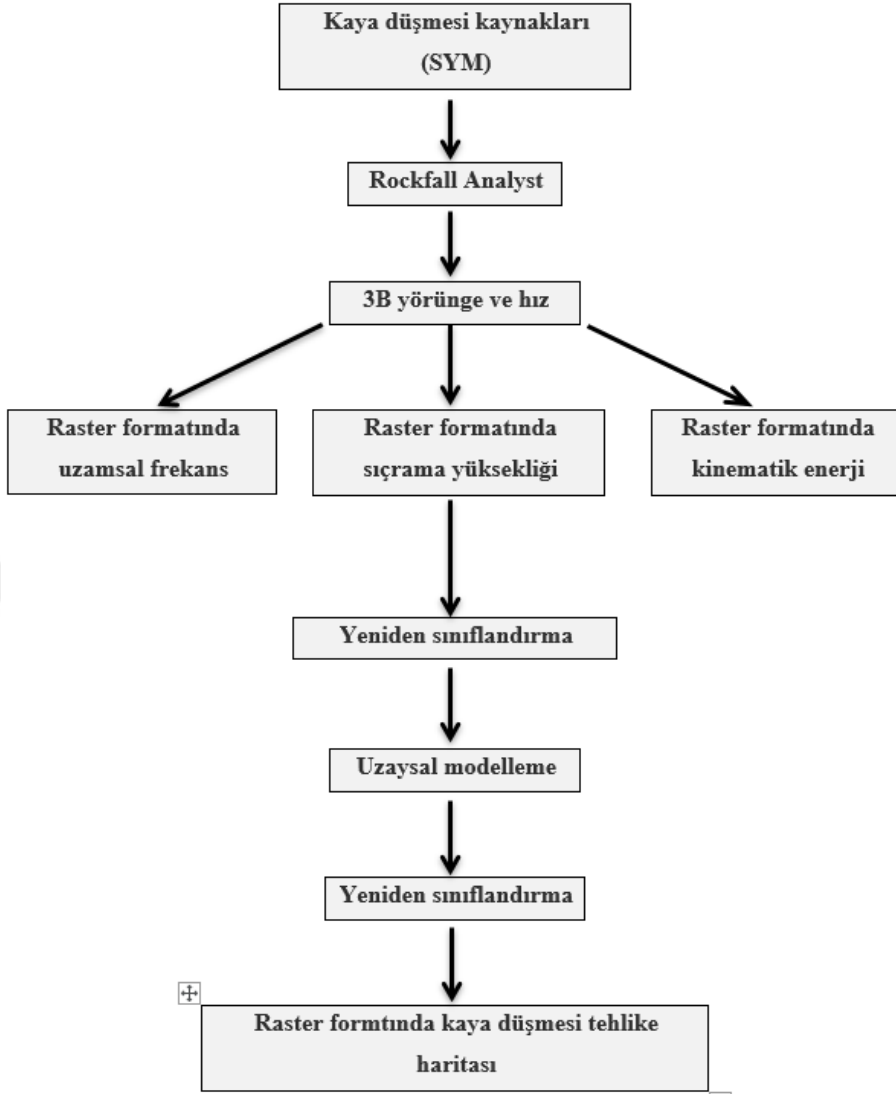 Kaya düşmesi kaynakları
(SYM)
Rockfall Analyst
3B yörünge ve hız
Raster formatında
uzamsal frekans
Raster formatında
sıçrama yüksekliği
Raster formatında
kinematik enerji
Yeniden sınıflandırma
Uzaysal modelleme
Yeniden sınıflandırma
Raster formtında kaya düşmesi tehlike
haritası